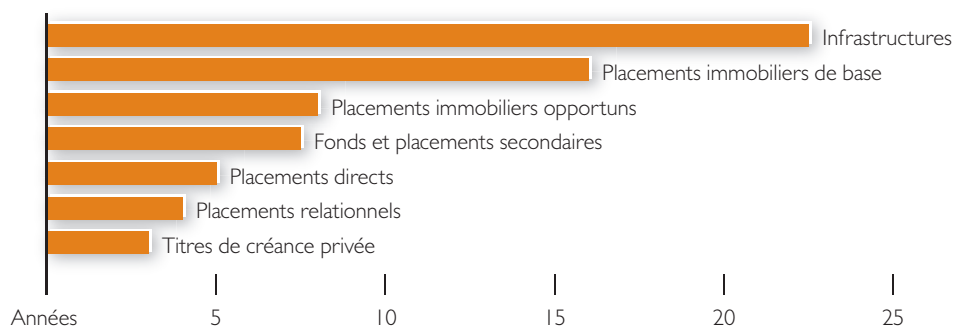 Infrastructures
Placements immobiliers de base
Placements immobiliers opportuns
Fonds et placements secondaires
Placements directs
Placements relationnels
Titres de créance privée
Années 5 10 15 20 25